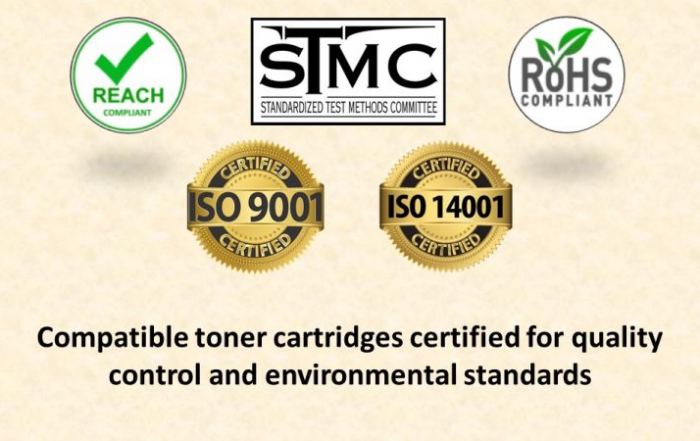 REACH
COMPLIANT
STMC
STANDARDIZED TEST METHODS COMMITTEE
RoHS
COMPLIANT
CERTIFIED
ISO 9001
CERTIFIED
CERTIFIED
ISO 14001
CERTIFIED
Compatible toner cartridges certified for quality
control and environmental standards